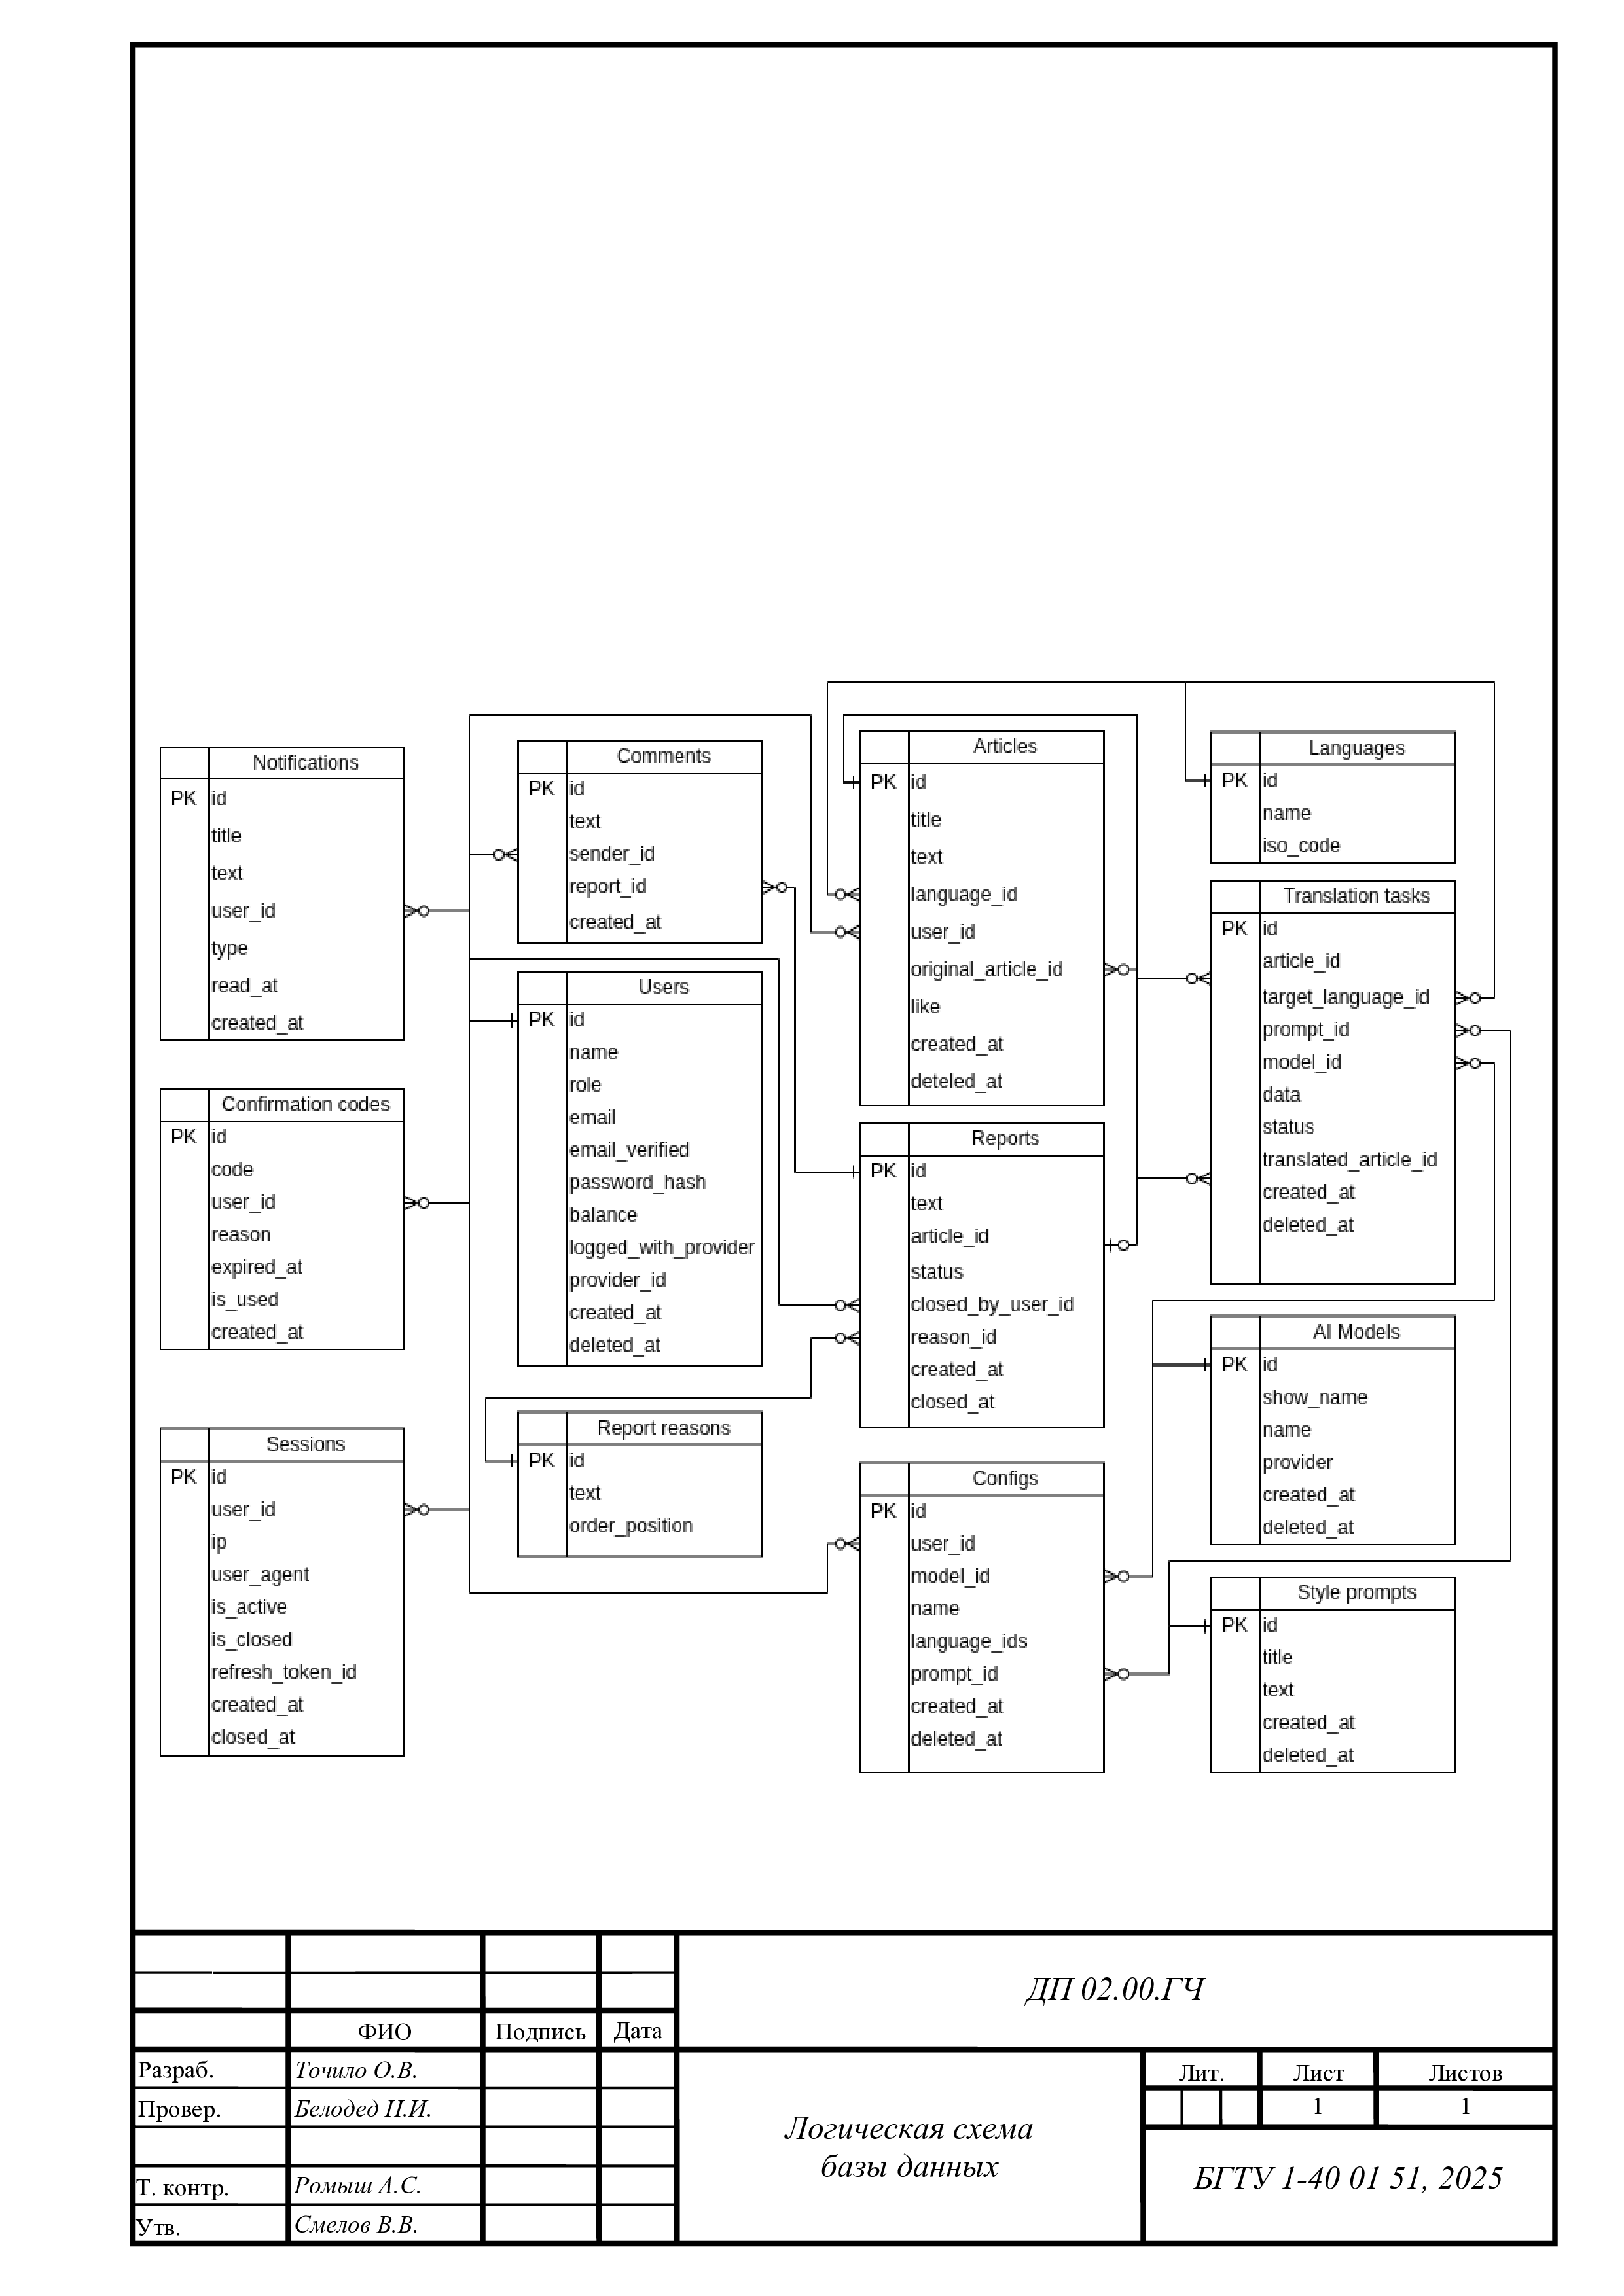 Notifications
PK id
title
text
user_id
type
read_at
created_at
Confirmation codes
PK id
code
user_id
reason
expired_at
is_used
created_at
Sessions
PK id
user_id
ip
user_agent
is_active
is_closed
refresh_token_id
created_at
closed_at
Comments
PK id
text
sender_id
report_id
created_at
Users
PK id
name
role
email
email_verified
password_hash
balance
logged_with_provider
provider_id
created_at
deleted_at
Report reasons
PK id
text
order_position
Articles
PK id
title
text
language_id
user_id
original_article_id
like
created_at
deteled_at
Reports
PK id
text
article_id
status
closed_by_user_id
reason_id
created_at
closed_at
Configs
PK id
user_id
model_id
name
language_ids
prompt_id
created_at
deleted_at
Languages
PK id
name
iso_code
Translation tasks
PK id
article_id
target_language_id
prompt_id
model_id
data
status
translated_article_id
created_at
deleted_at
AI Models
PK id
show_name
name
provider
created_at
deleted_at
Style prompts
PK id
title
text
created_at
deleted_at
ДП 02.00.ГЧ
ФИО Подпись Дата
Разраб. Точило О.В.
Провер. Белодед Н.И.
Т. контр. Ромыш А.С.
Утв. Смелов В.В.
Логическая схема
базы данных
Лит. Лист Листов
1 1
БГТУ 1-40 01 51, 2025